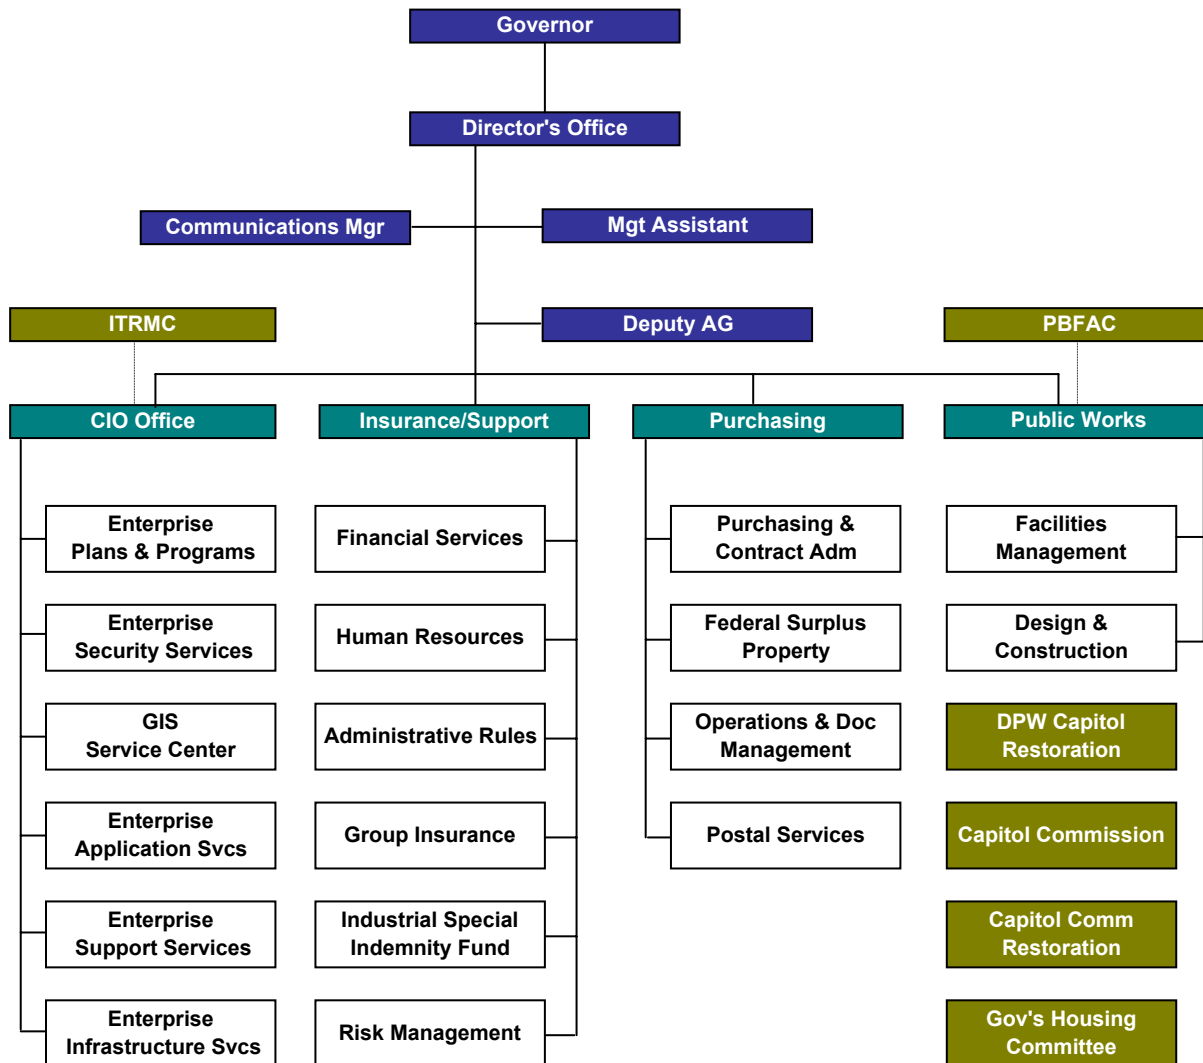 Governor
Director's Office
Communications Mgr
Mgt Assistant
ITRMC
Deputy AG
PBFAC
CIO Office
Insurance/Support
Purchasing
Public Works
Enterprise
Plans & Programs
Financial Services
Purchasing &
Contract Adm
Facilities
Management
Enterprise
Security Services
Human Resources
Federal Surplus
Property
Design &
Construction
GIS
Service Center
Administrative Rules
Operations & Doc
Management
DPW Capitol
Restoration
Enterprise
Application Svcs
Group Insurance
Postal Services
Capitol Commission
Enterprise
Support Services
Industrial Special
Indemnity Fund
Capitol Comm
Restoration
Enterprise
Infrastructure Svcs
Risk Management
Gov's Housing
Committee